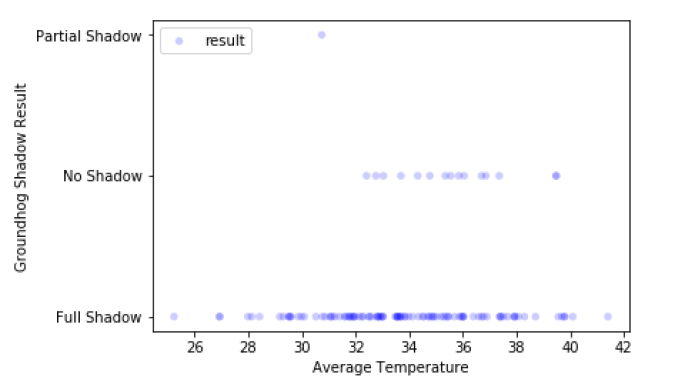 Partial Shadow
result
Groundhog Shadow Result
No Shadow
Full Shadow
26 28 30 32 34 36 38 40 42
Average Temperature